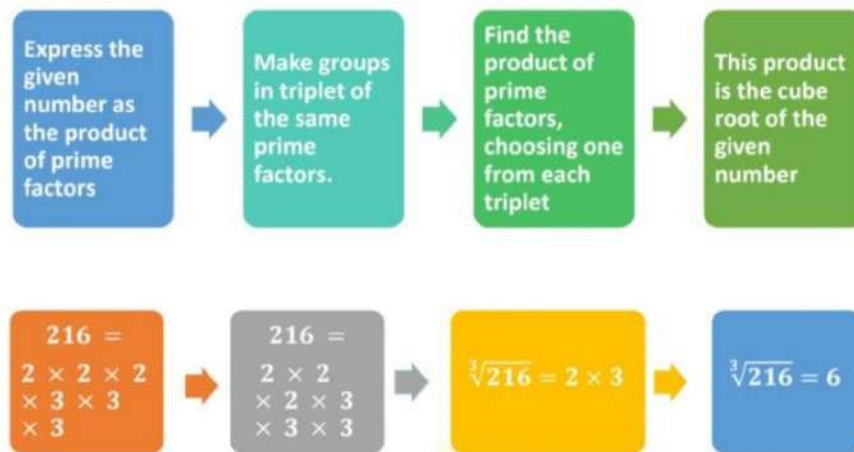 Express the
given
number as
the product
of prime
factors
Make groups
in triplet of
the same
prime
factors.
Find the
product of
prime
factors,
choosing one
from each
triplet
This product
is the cube
root of the
given
number
216 =
2 × 2 × 2
× 3 × 3
× 3
216 =
2 × 2
× 2 × 3
× 3 × 3
∛216 = 2 × 3
∛216 = 6